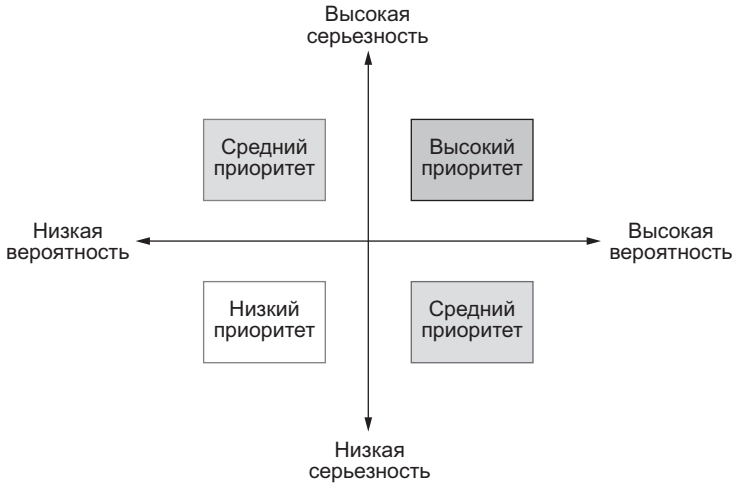 Высокая
серьезность
Средний
приоритет
Высокий
приоритет
Низкая
вероятность
Высокая
вероятность
Низкий
приоритет
Средний
приоритет
Низкая
серьезность